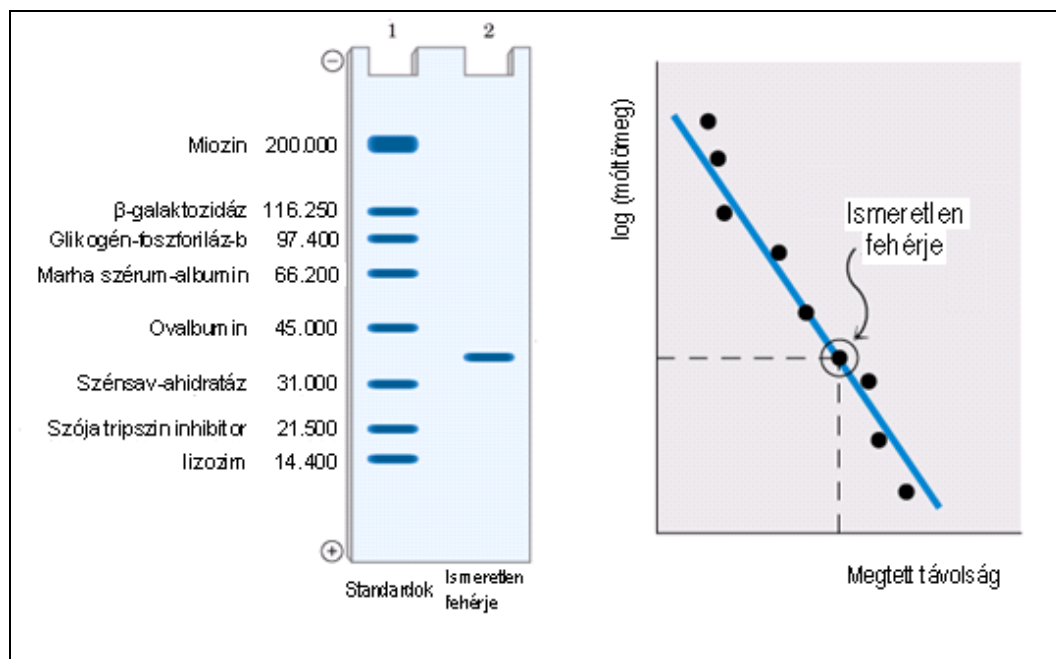 1 2
⊖
Miozin 200.000
β-galaktozidáz 116.250
Glikogén-foszforiláz-b 97.400
Marha szérum-albumin 66.200
Ovalbumin 45.000
Szénsav-ahidratáz 31.000
Szója tripszin inhibitor 21.500
lizozim 14.400
⊕
Standardok
Ismeretlen
fehérje
log (móltömeg)
Ismeretlen
fehérje
Megtett távolság